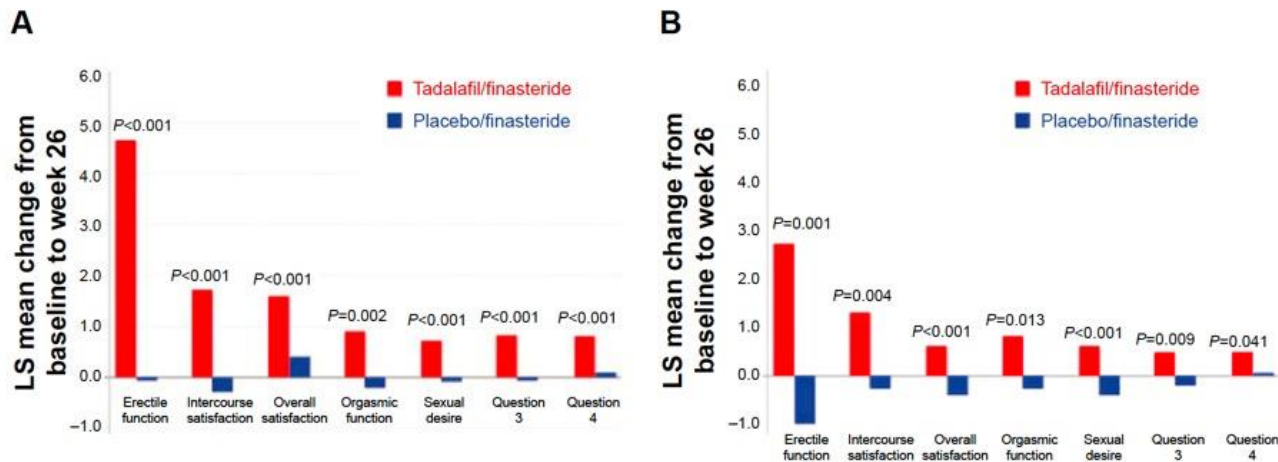 A
LS mean change from
baseline to week 26
6.0
5.0
4.0
3.0
2.0
1.0
0.0
–1.0
Tadalafil/finasteride
Placebo/finasteride
P<0.001
P<0.001
P<0.001
P=0.002
P<0.001
P<0.001
P<0.001
Erectile
function
Intercourse
satisfaction
Overall
satisfaction
Orgasmic
function
Sexual
desire
Question
3
Question
4
B
LS mean change from
baseline to week 26
6.0
5.0
4.0
3.0
2.0
1.0
0.0
–1.0
Tadalafil/finasteride
Placebo/finasteride
P=0.001
P=0.004
P<0.001
P=0.013
P<0.001
P=0.009
P=0.041
Erectile
function
Intercourse
satisfaction
Overall
satisfaction
Orgasmic
function
Sexual
desire
Question
3
Question
4